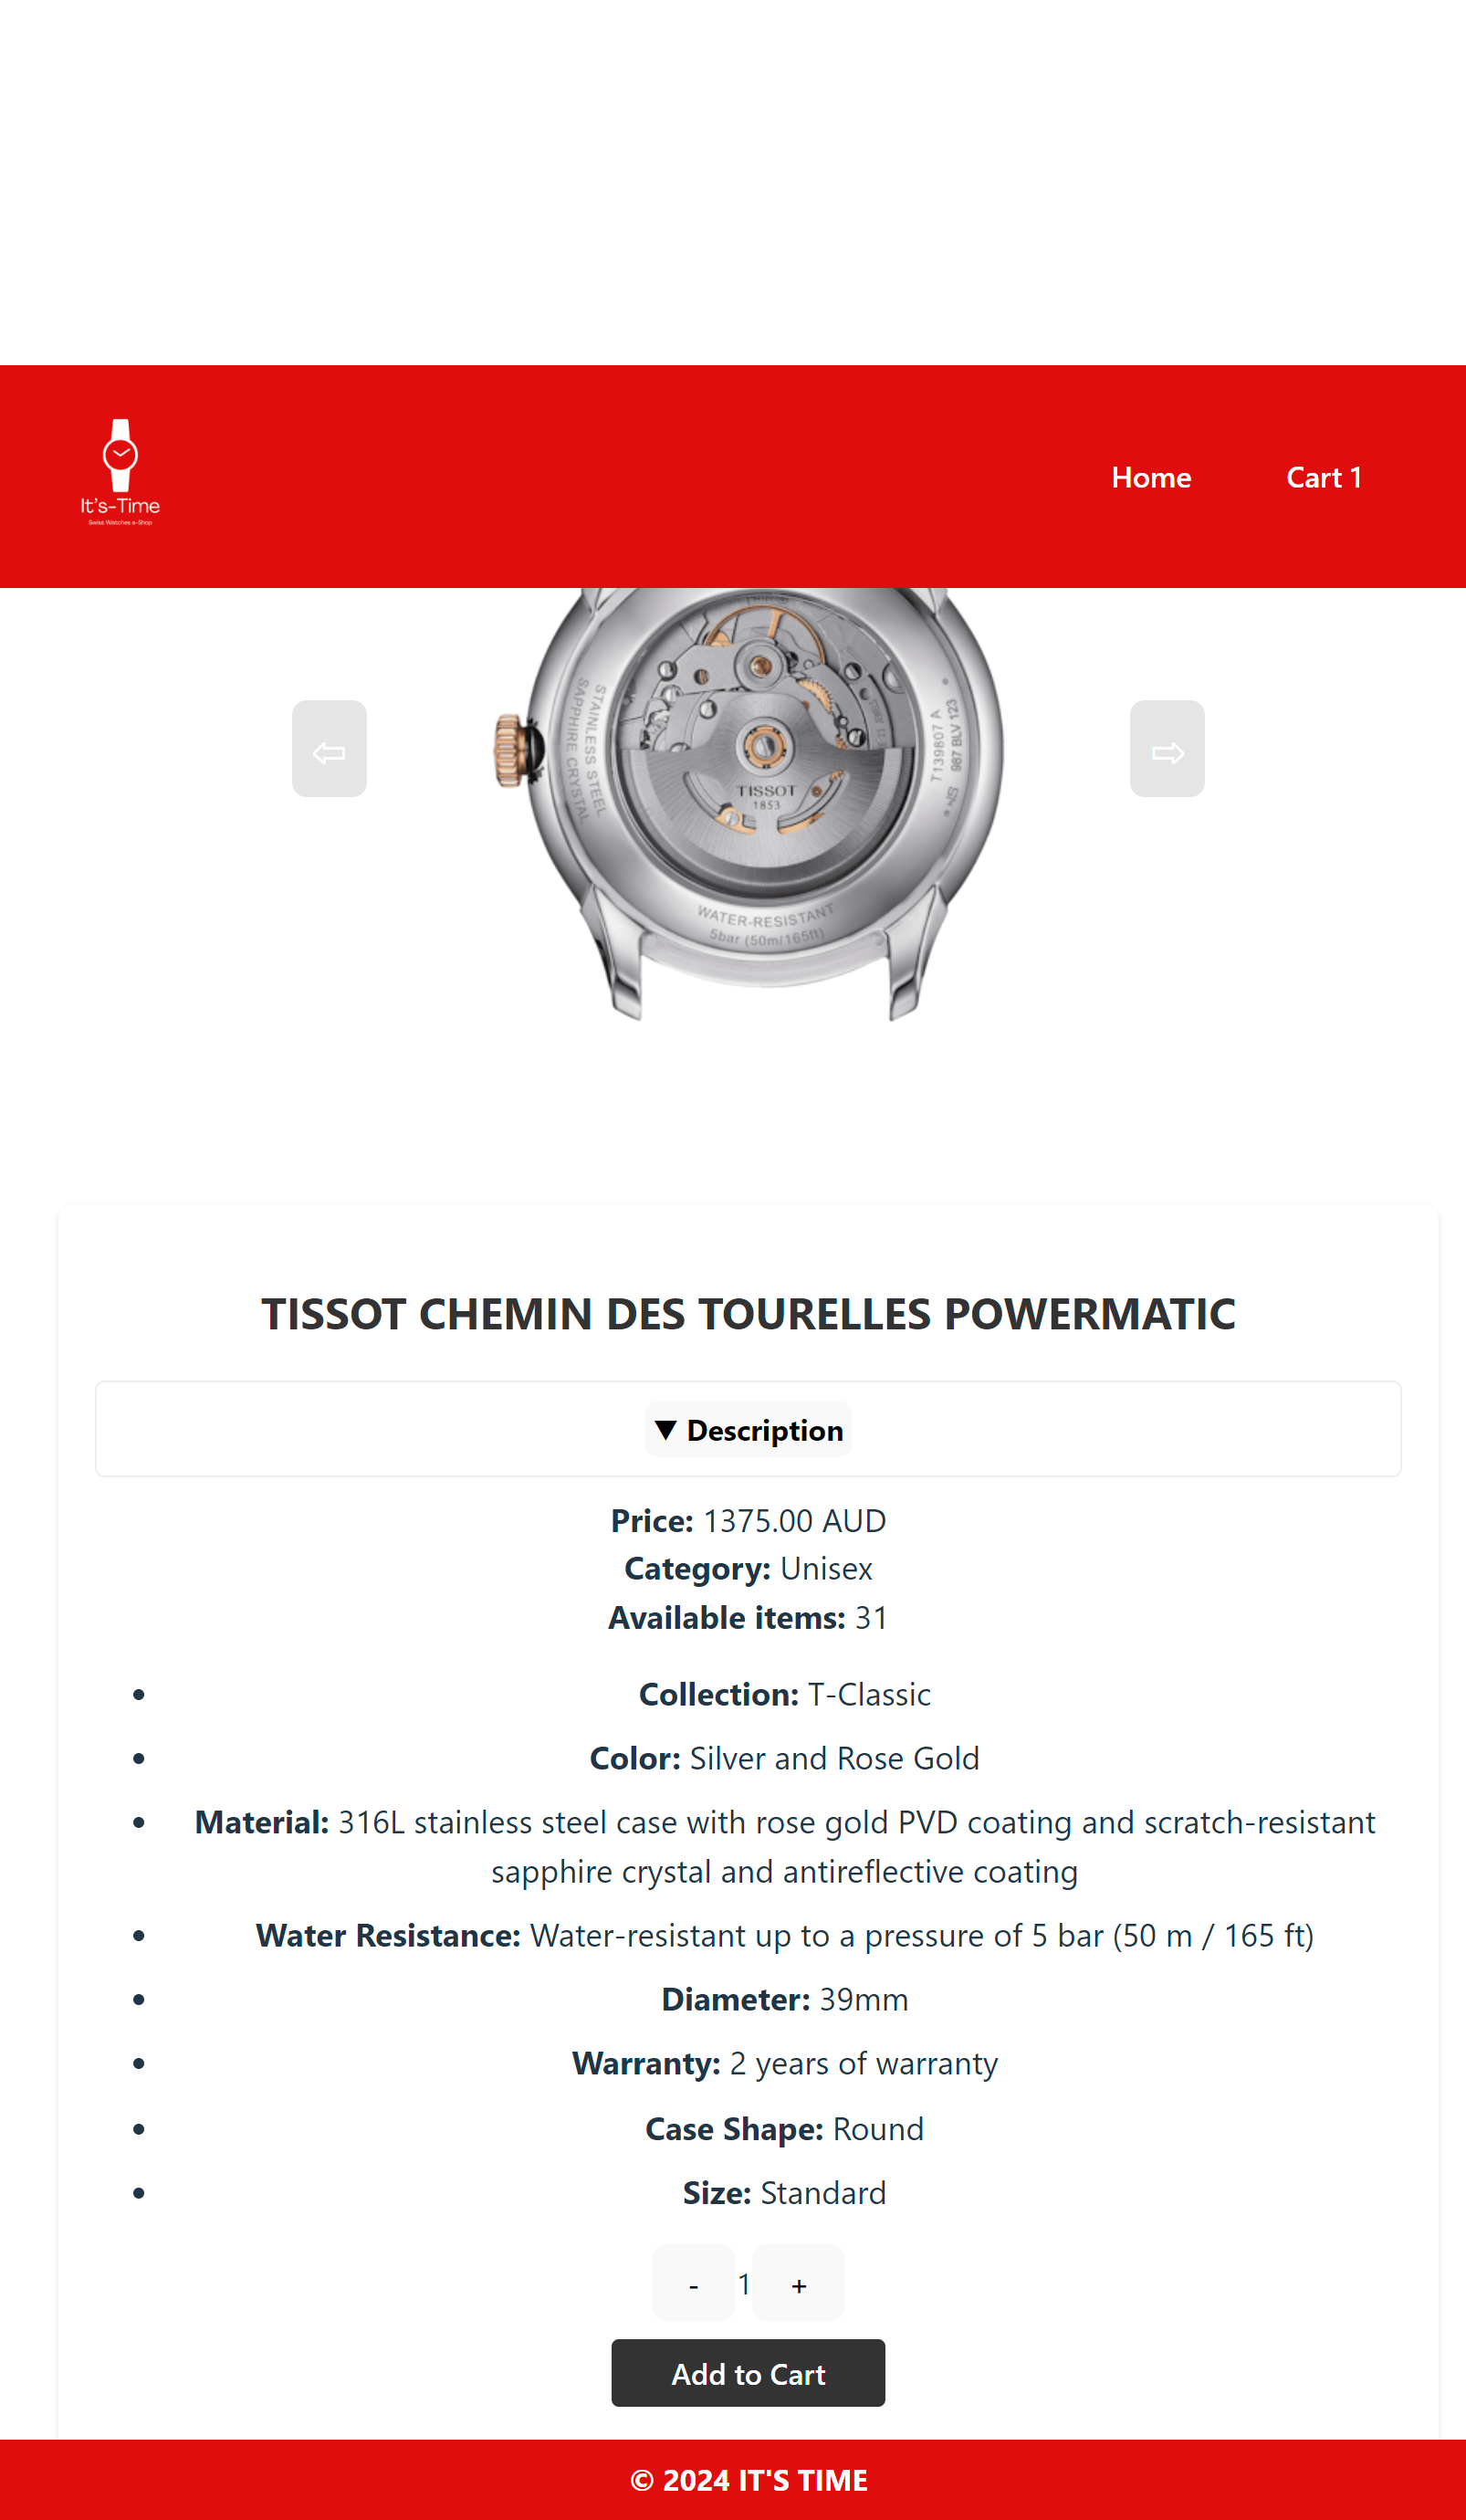 It's-Time
Swiss Watches e-Shop
Home
Cart 1
STAINLESS STEEL
SAPPHIRE CRYSTAL
T139807 A
987 BLV 123
TISSOT
1853
WATER-RESISTANT
5bar (50m/165ft)
⇦
⇨
TISSOT CHEMIN DES TOURELLES POWERMATIC
▼ Description
Price: 1375.00 AUD
Category: Unisex
Available items: 31
• Collection: T-Classic
• Color: Silver and Rose Gold
• Material: 316L stainless steel case with rose gold PVD coating and scratch-resistant
sapphire crystal and antireflective coating
• Water Resistance: Water-resistant up to a pressure of 5 bar (50 m / 165 ft)
• Diameter: 39mm
• Warranty: 2 years of warranty
• Case Shape: Round
• Size: Standard
- 1 +
Add to Cart
© 2024 IT'S TIME